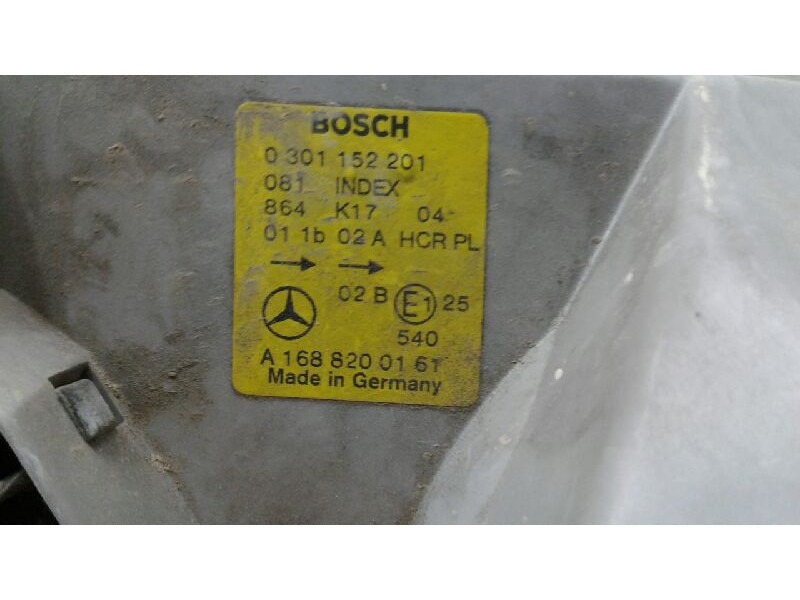 BOSCH
0 301 152 201
081 INDEX
864 K17 04
01 1b 02 A HCR PL
02 B E1 25
540
A 168 820 01 61
Made in Germany